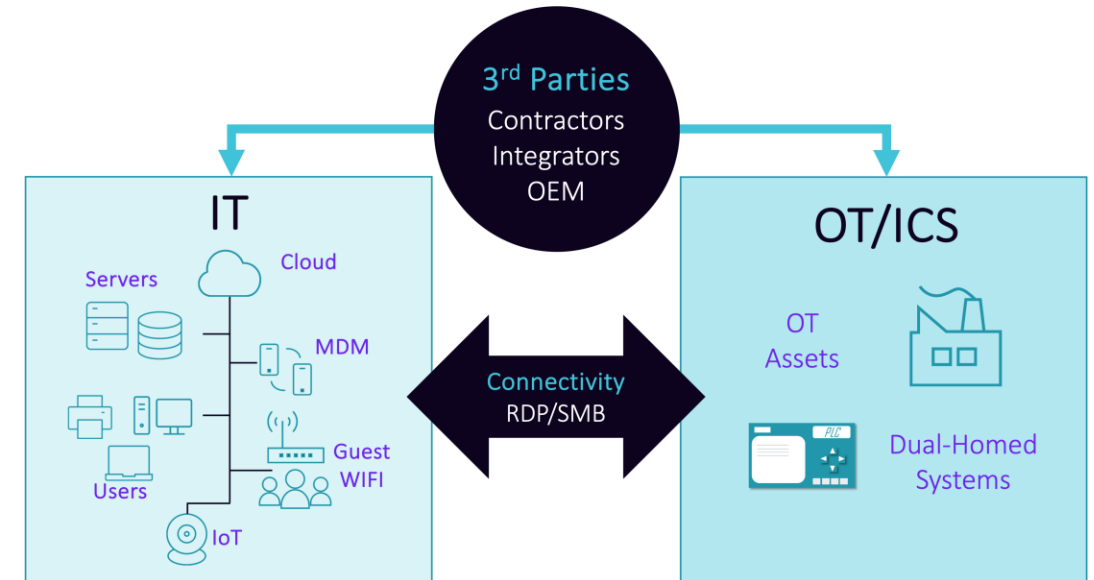 3rd Parties
Contractors
Integrators
OEM
IT
Cloud
Servers
MDM
Guest
WIFI
Users
IoT
Connectivity
RDP/SMB
OT/ICS
OT
Assets
PLC
Dual-Homed
Systems